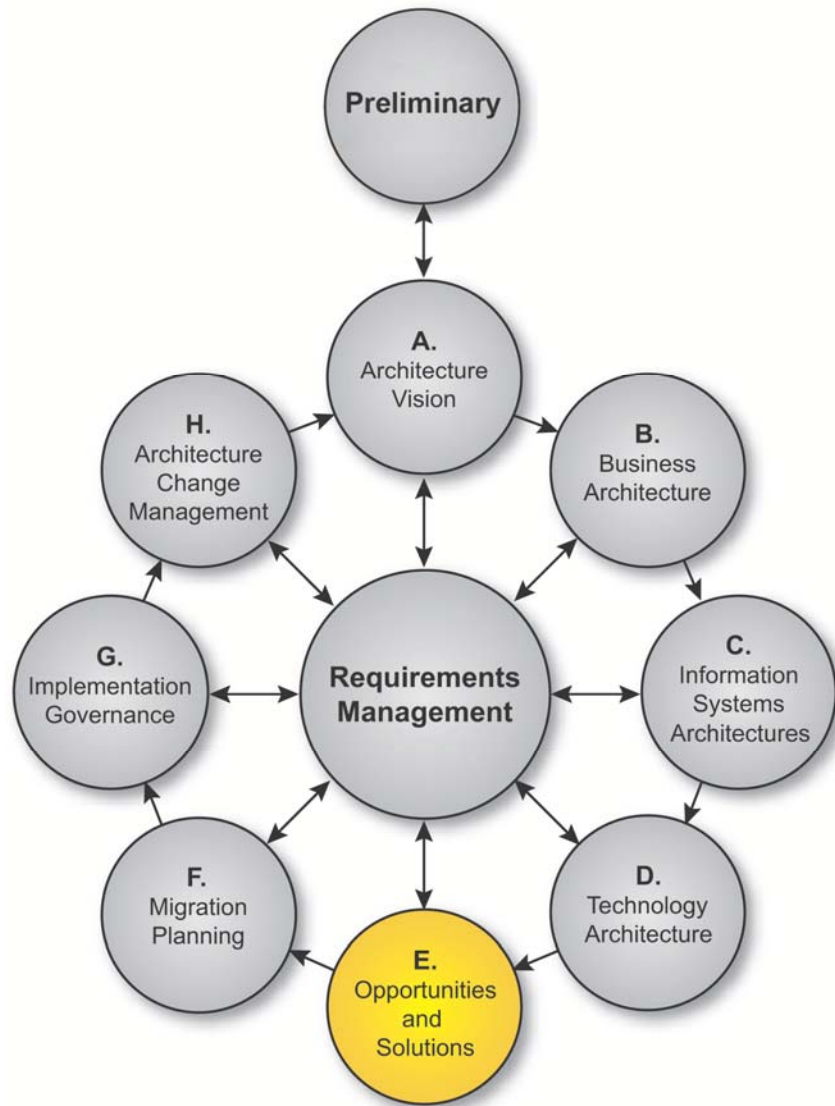 Preliminary
A.
Architecture
Vision
B.
Business
Architecture
C.
Information
Systems
Architectures
D.
Technology
Architecture
E.
Opportunities
and
Solutions
F.
Migration
Planning
G.
Implementation
Governance
H.
Architecture
Change
Management
Requirements
Management